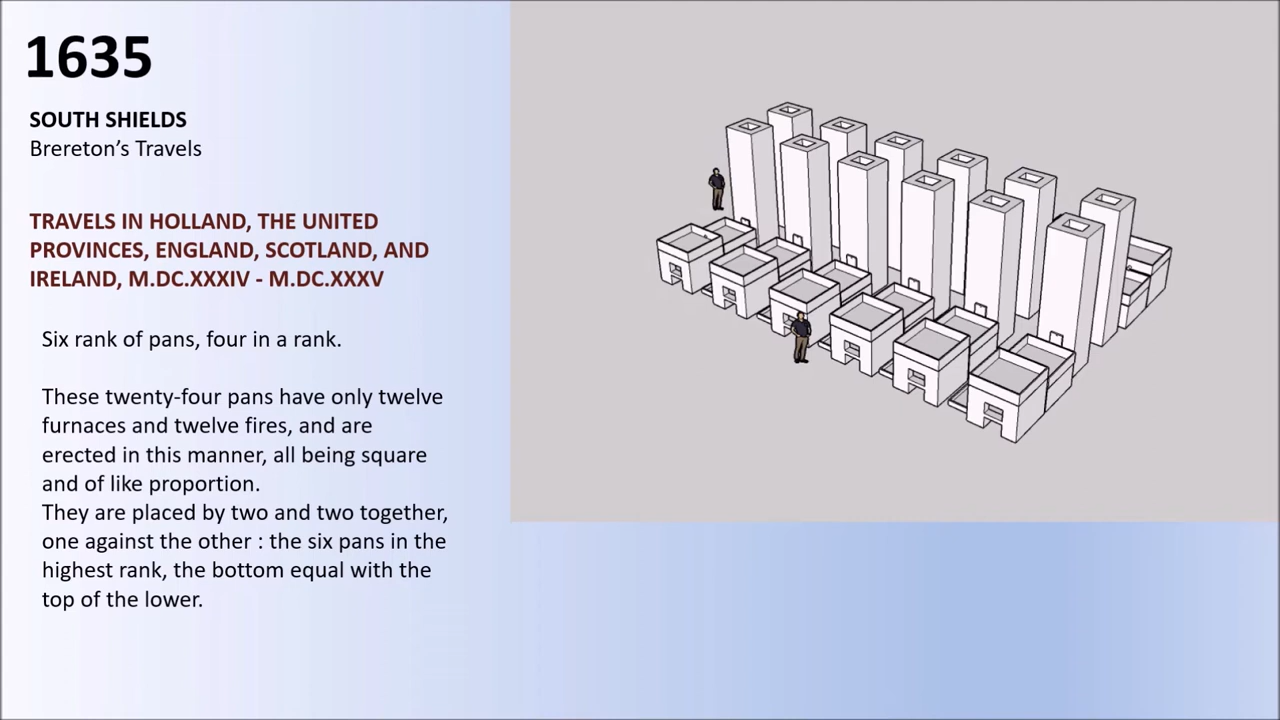 1635
SOUTH SHIELDS
Brereton’s Travels
TRAVELS IN HOLLAND, THE UNITED
PROVINCES, ENGLAND, SCOTLAND, AND
IRELAND, M.DC.XXXIV - M.DC.XXXV
Six rank of pans, four in a rank.
These twenty-four pans have only twelve
furnaces and twelve fires, and are
erected in this manner, all being square
and of like proportion.
They are placed by two and two together,
one against the other : the six pans in the
highest rank, the bottom equal with the
top of the lower.